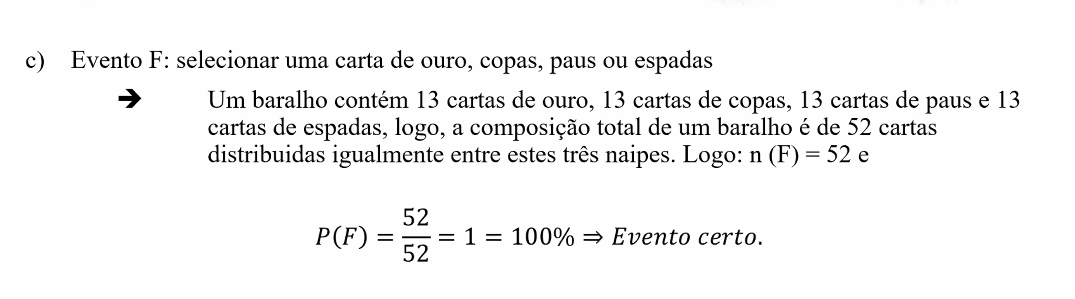 c) Evento F: selecionar uma carta de ouro, copas, paus ou espadas
➔ Um baralho contém 13 cartas de ouro, 13 cartas de copas, 13 cartas de paus e 13
cartas de espadas, logo, a composição total de um baralho é de 52 cartas
distribuidas igualmente entre estes três naipes. Logo: n (F) = 52 e
P(F) = 52/52 = 1 = 100% ⇒ Evento certo.